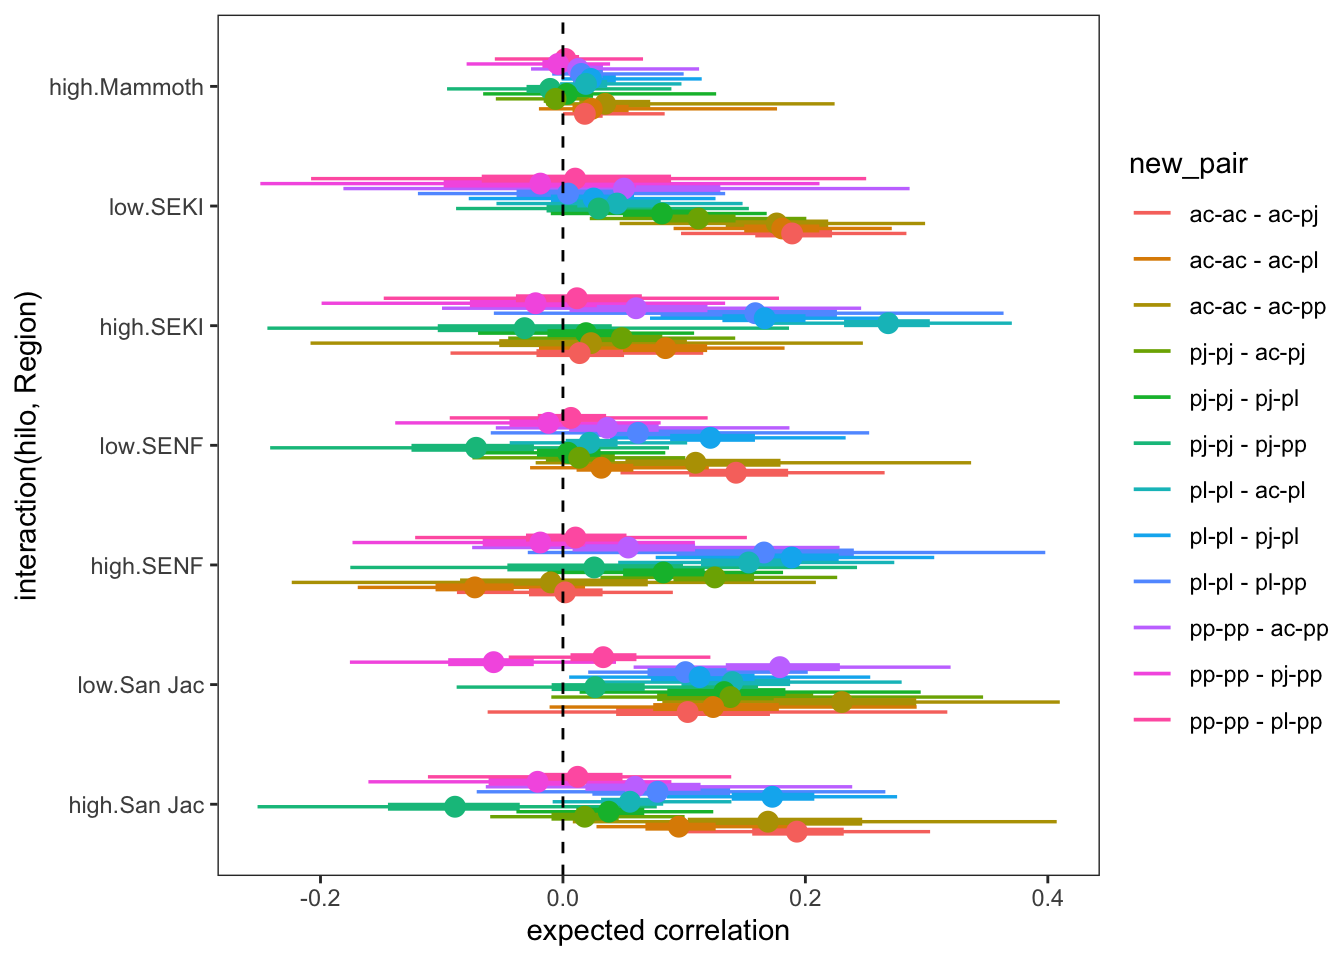 interaction(hilo, Region)
high.Mammoth
low.SEKI
high.SEKI
low.SENF
high.SENF
low.San Jac
high.San Jac
-0.2
0.0
0.2
0.4
expected correlation
new_pair
ac-ac - ac-pj
ac-ac - ac-pl
ac-ac - ac-pp
pj-pj - ac-pj
pj-pj - pj-pl
pj-pj - pj-pp
pl-pl - ac-pl
pl-pl - pj-pl
pl-pl - pl-pp
pp-pp - ac-pp
pp-pp - pj-pp
pp-pp - pl-pp